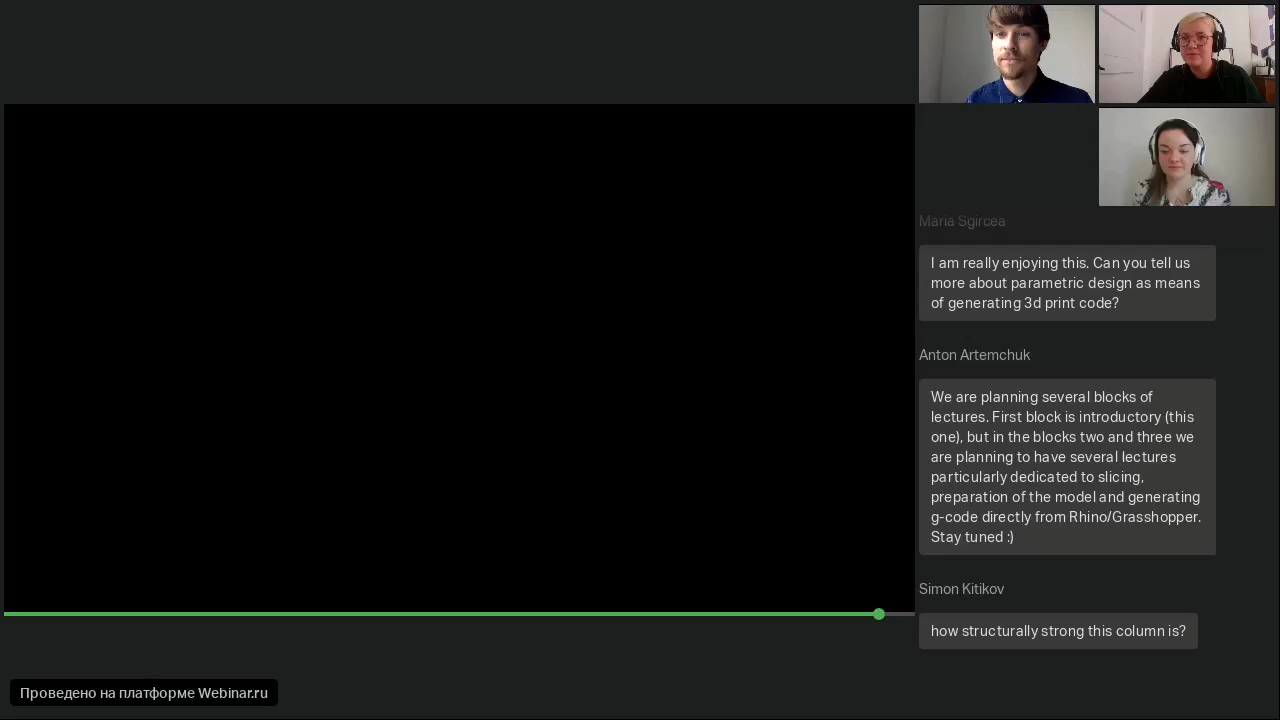 Maria Sgircea
I am really enjoying this. Can you tell us
more about parametric design as means
of generating 3d print code?
Anton Artemchuk
We are planning several blocks of
lectures. First block is introductory (this
one), but in the blocks two and three we
are planning to have several lectures
particularly dedicated to slicing,
preparation of the model and generating
g-code directly from Rhino/Grasshopper.
Stay tuned :)
Simon Kitikov
how structurally strong this column is?
Проведено на платформе Webinar.ru